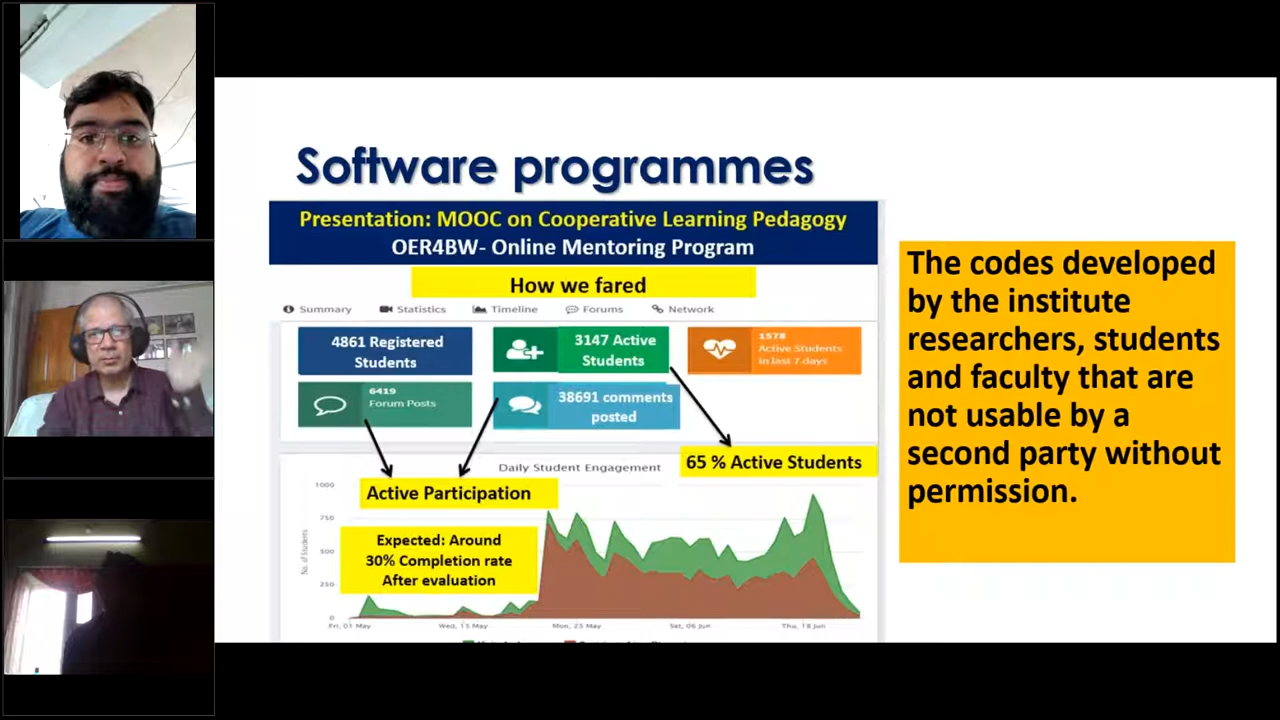 Software programmes
Presentation: MOOC on Cooperative Learning Pedagogy
OER4BW- Online Mentoring Program
How we fared
Summary
Statistics
Timeline
Forums
Network
4861 Registered
Students
3147 Active
Students
1578
Active Students
in last 7 days
6419
Forum Posts
38691 comments
posted
65 % Active Students
Daily Student Engagement
Active Participation
Expected: Around
30% Completion rate
After evaluation
No. of Students
1000
750
500
250
0
Fri, 01 May
Wed, 15 May
Mon, 25 May
Sat, 06 Jun
Thu, 18 Jun
The codes developed
by the institute
researchers, students
and faculty that are
not usable by a
second party without
permission.